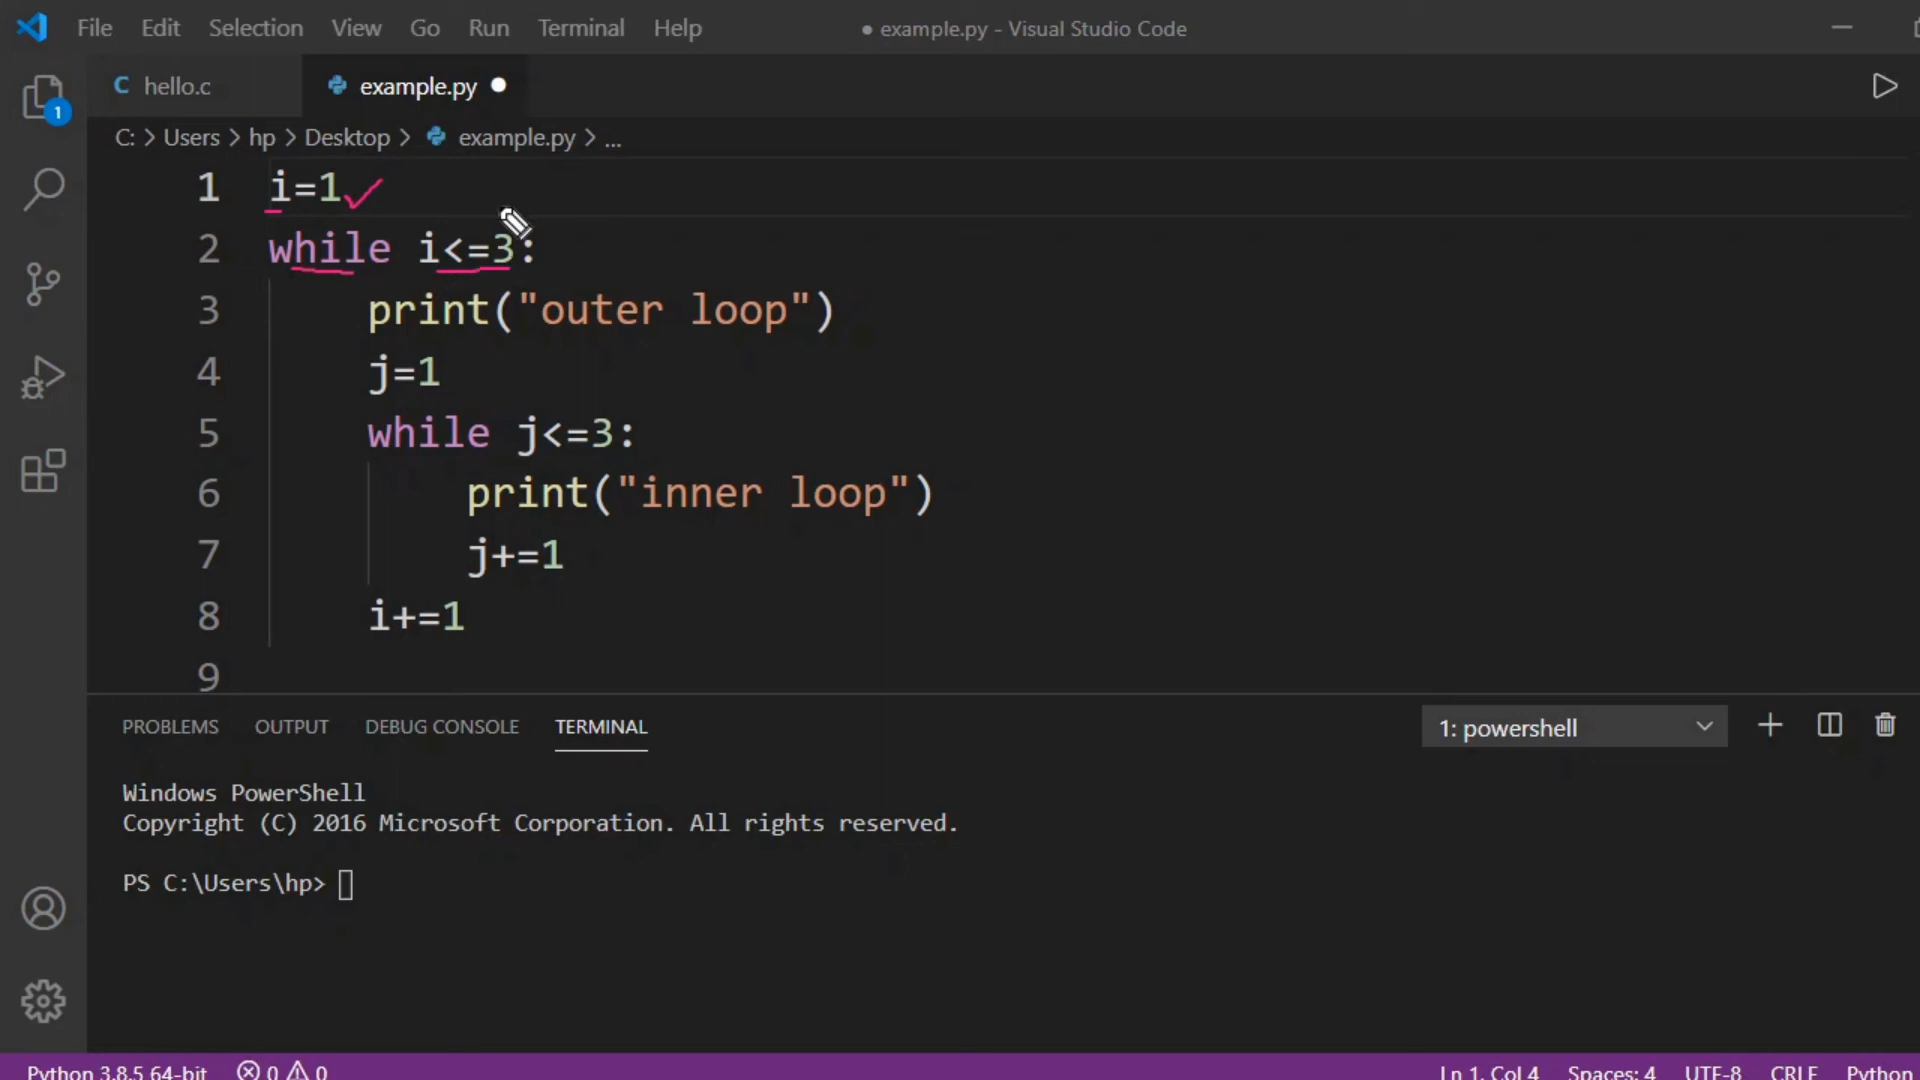 File Edit Selection View Go Run Terminal Help ● example.py - Visual Studio Code
C hello.c example.py ●
1
C: > Users > hp > Desktop > example.py > ...
1 i=1
2 while i<=3:
3 print("outer loop")
4 j=1
5 while j<=3:
6 print("inner loop")
7 j+=1
8 i+=1
9
PROBLEMS OUTPUT DEBUG CONSOLE TERMINAL 1: powershell
Windows PowerShell
Copyright (C) 2016 Microsoft Corporation. All rights reserved.
PS C:\Users\hp>
Python 3.8.5 64-bit 0 0 Ln 1, Col 4 Spaces: 4 UTF-8 CRLF Python